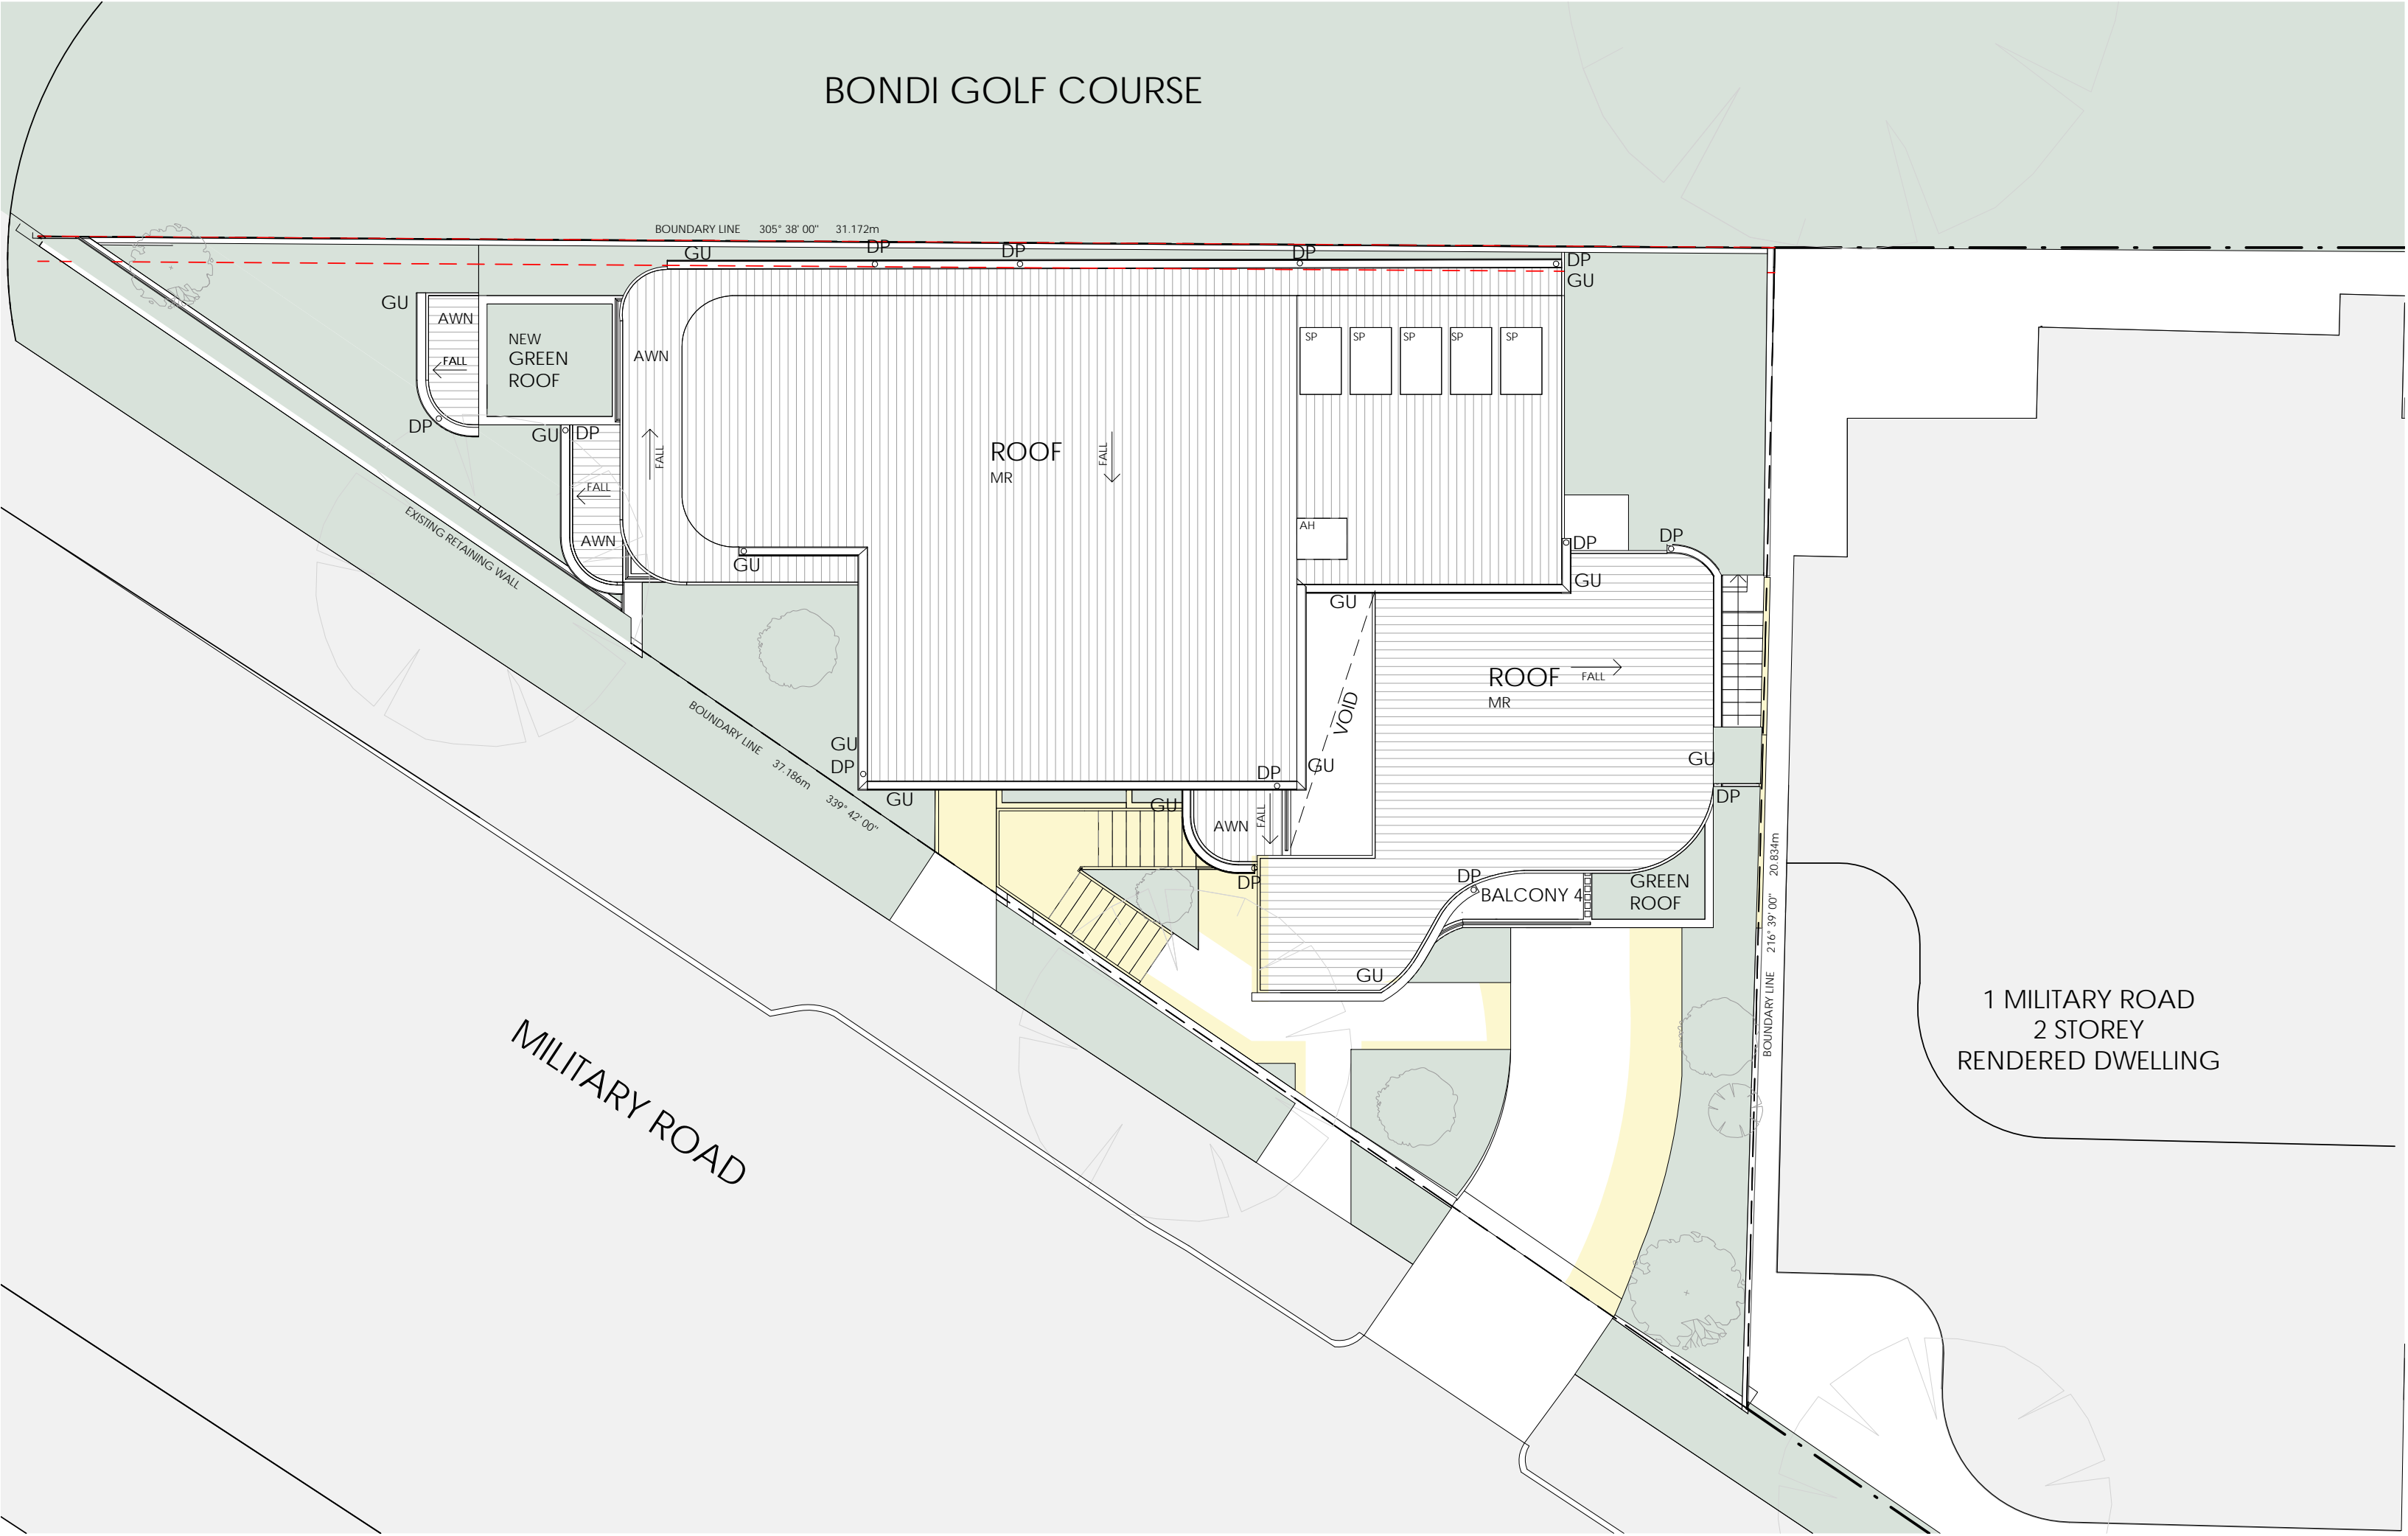 BONDI GOLF COURSE
BOUNDARY LINE 305° 38' 00" 31.172m
GU
DP
DP
DP
DP
GU
GU
AWN
FALL
DP
NEW
GREEN
ROOF
AWN
FALL
GU
DP
FALL
AWN
GU
ROOF
MR
FALL
SP
SP
SP
SP
SP
AH
DP
GU
DP
GU
EXISTING RETAINING WALL
BOUNDARY LINE 37.186m 339° 42' 00"
VOID
ROOF
MR
FALL
GU
DP
GU
GU
DP
GU
DP
GU
AWN
FALL
DP
DP
BALCONY 4
GREEN
ROOF
GU
BOUNDARY LINE 216° 39' 00" 20.834m
MILITARY ROAD
1 MILITARY ROAD
2 STOREY
RENDERED DWELLING